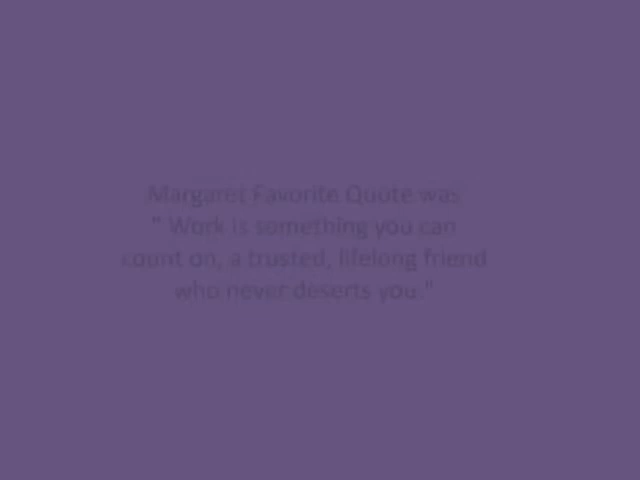 Margaret Favorite Quote was
" Work is something you can
count on, a trusted, lifelong friend
who never deserts you."